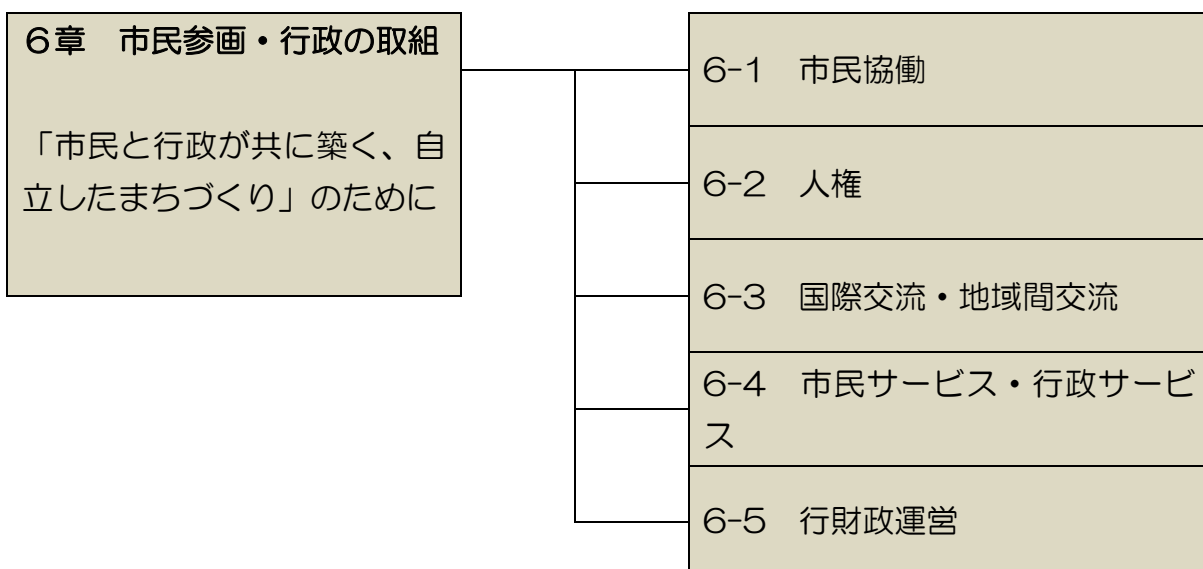 ６章　市民参画・行政の取組
「市民と行政が共に築く、自
立したまちづくり」のために
6-1　市民協働
6-2　人権
6-3　国際交流・地域間交流
6-4　市民サービス・行政サービ
ス
6-5　行財政運営